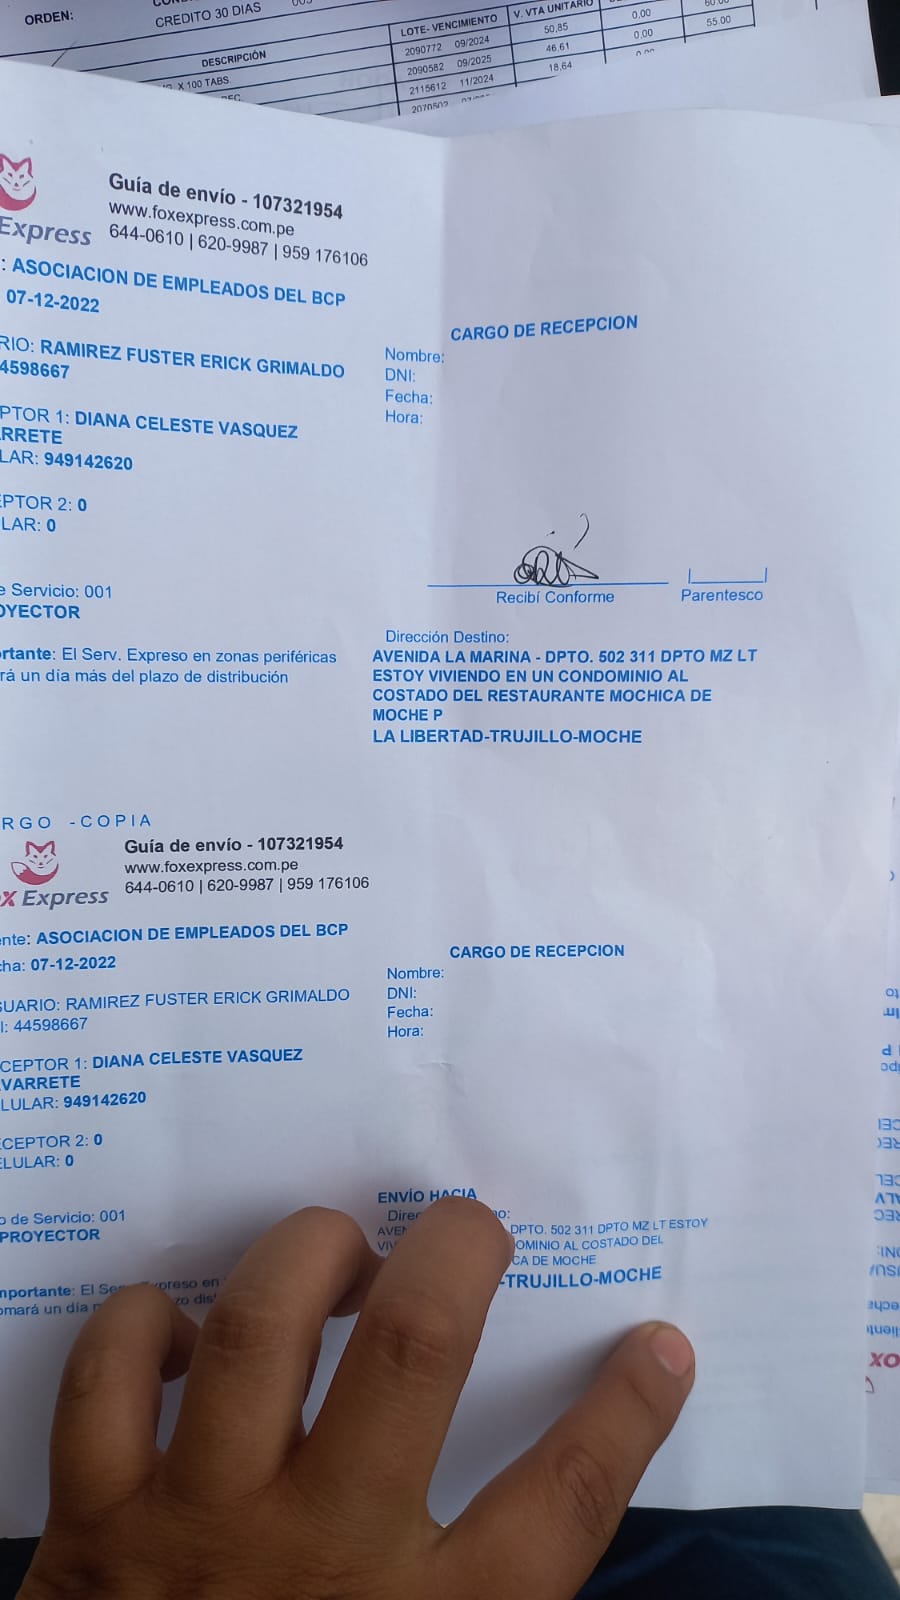 ORDEN:
CREDITO 30 DIAS
DESCRIPCIÓN
LOTE- VENCIMIENTO V. VTA UNITARIO
X 100 TABS.
2090772 09/2024 50,85 0.00
2090582 09/2025 46,61 0.00 55.00
2115612 11/2024 18,64
Guía de envío - 107321954
www.foxexpress.com.pe
Express 644-0610 | 620-9987 | 959 176106
: ASOCIACION DE EMPLEADOS DEL BCP
07-12-2022
CARGO DE RECEPCION
RIO: RAMIREZ FUSTER ERICK GRIMALDO
4598667
Nombre:
DNI:
Fecha:
Hora:
PTOR 1: DIANA CELESTE VASQUEZ
RRETE
LAR: 949142620
EPTOR 2: 0
LAR: 0
Recibí Conforme Parentesco
e Servicio: 001
OYECTOR
rtante: El Serv. Expreso en zonas periféricas
rá un día más del plazo de distribución
Dirección Destino:
AVENIDA LA MARINA - DPTO. 502 311 DPTO MZ LT
ESTOY VIVIENDO EN UN CONDOMINIO AL
COSTADO DEL RESTAURANTE MOCHICA DE
MOCHE P
LA LIBERTAD-TRUJILLO-MOCHE
RGO -COPIA
Guía de envío - 107321954
www.foxexpress.com.pe
X Express 644-0610 | 620-9987 | 959 176106
ente: ASOCIACION DE EMPLEADOS DEL BCP
cha: 07-12-2022
CARGO DE RECEPCION
SUARIO: RAMIREZ FUSTER ERICK GRIMALDO
I: 44598667
Nombre:
DNI:
Fecha:
Hora:
CEPTOR 1: DIANA CELESTE VASQUEZ
VARRETE
LULAR: 949142620
CEPTOR 2: 0
ELULAR: 0
o de Servicio: 001
PROYECTOR
mportante: El Se preso en
omará un día
ENVÍO HACIA
Direc no:
AVEN DPTO. 502 311 DPTO MZ LT ESTOY
VIV OMINIO AL COSTADO DEL
CA DE MOCHE
-TRUJILLO-MOCHE